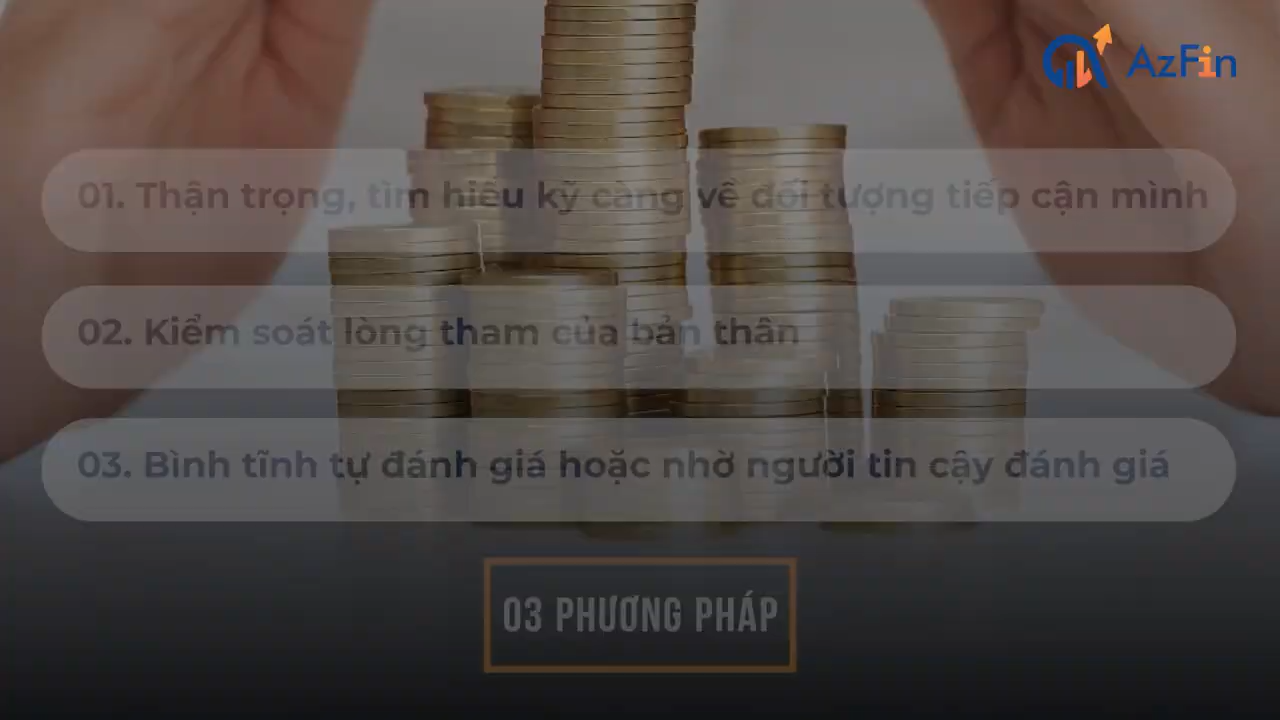 AzFin
01. Thận trọng, tìm hiểu kỹ càng về đối tượng tiếp cận mình
02. Kiểm soát lòng tham của bản thân
03. Bình tĩnh tự đánh giá hoặc nhờ người tin cậy đánh giá
03 PHƯƠNG PHÁP